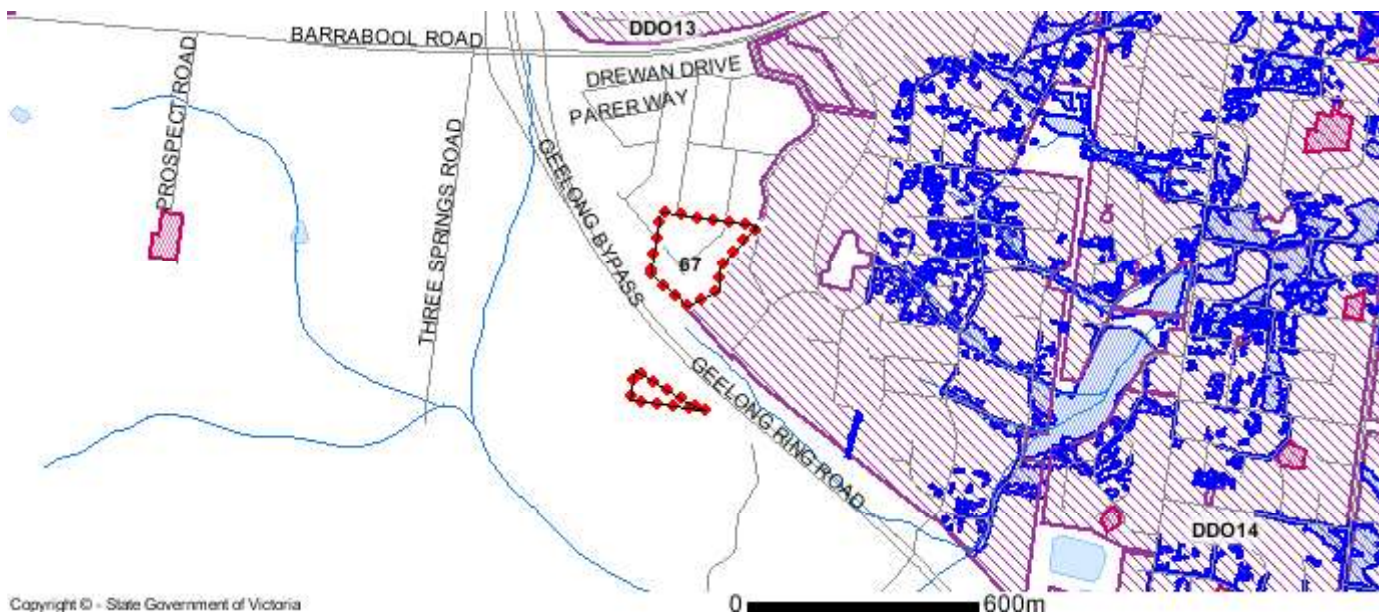 DDO13
BARRABOOL ROAD
PROSPECT ROAD
DREWAN DRIVE
PARER WAY
THREE SPRINGS ROAD
GEELONG BYPASS
67
GEELONG RING ROAD
DDO14
Copyright © - State Government of Victoria
0 600m